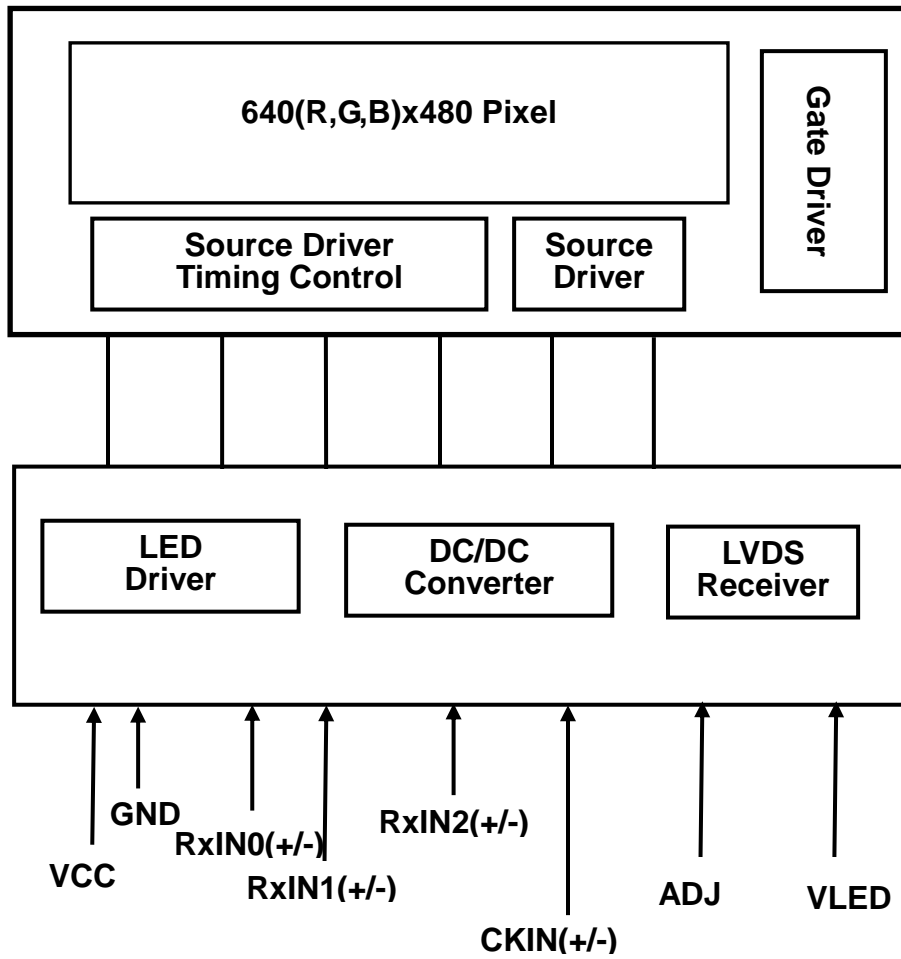 640(R,G,B)x480 Pixel
Gate Driver
Source Driver
Timing Control
Source
Driver
LED
Driver
DC/DC
Converter
LVDS
Receiver
VCC
GND
RxIN0(+/-)
RxIN1(+/-)
RxIN2(+/-)
CKIN(+/-)
ADJ
VLED